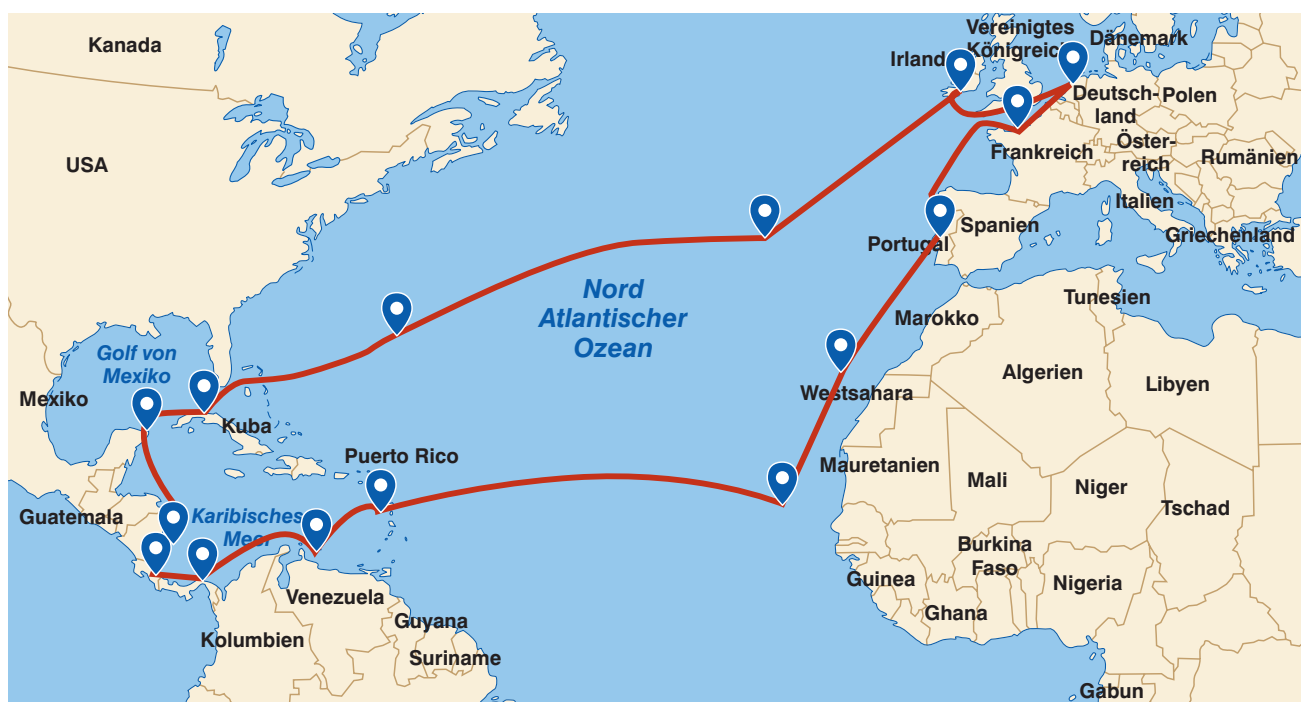 Kanada
USA
Mexiko
Guatemala
Golf von
Mexiko
Kuba
Puerto Rico
Karibisches
Meer
Venezuela
Kolumbien
Guyana
Suriname
Nord
Atlantischer
Ozean
Irland
Vereinigtes
Königreich
Dänemark
Deutsch-
land
Polen
Frankreich
Öster-
reich
Rumänien
Italien
Griechenland
Spanien
Portugal
Marokko
Tunesien
Algerien
Libyen
Westsahara
Mauretanien
Mali
Niger
Tschad
Burkina
Faso
Guinea
Ghana
Nigeria
Gabun